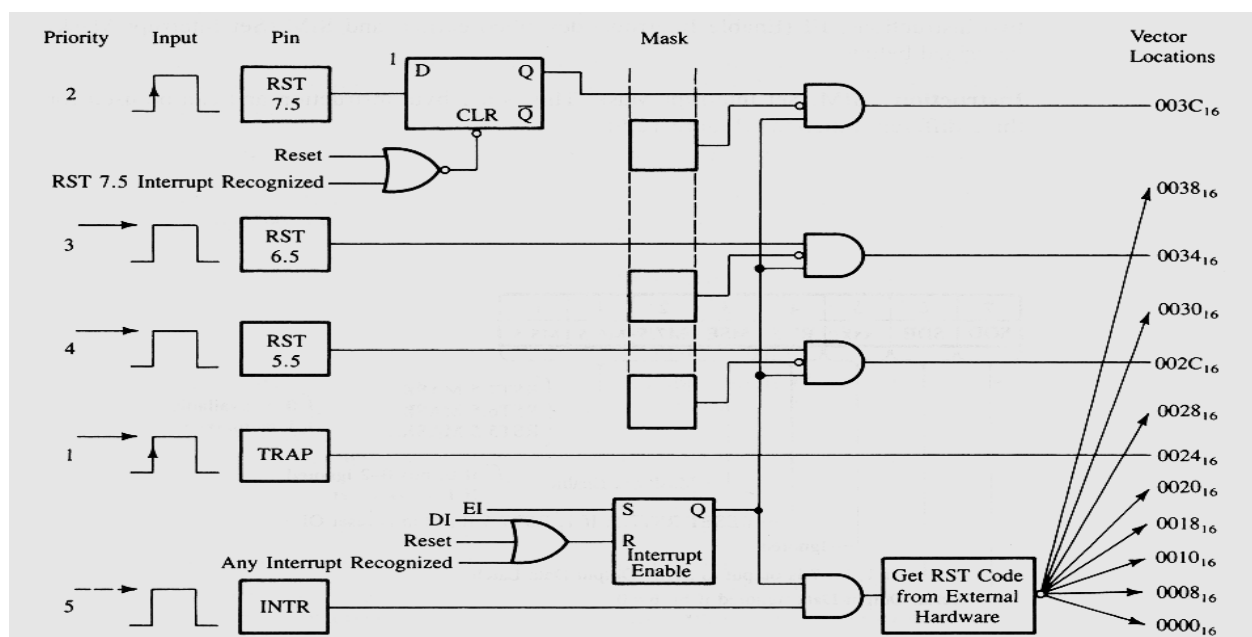 Priority Input Pin Mask Vector Locations
2 RST 7.5 1 D Q CLR Q̅ 003C₁₆
Reset
RST 7.5 Interrupt Recognized
0038₁₆
3 RST 6.5 0034₁₆
0030₁₆
4 RST 5.5 002C₁₆
0028₁₆
1 TRAP 0024₁₆
0020₁₆
EI S Q
DI
0018₁₆
Reset R
Interrupt Enable
Any Interrupt Recognized
0010₁₆
5 INTR Get RST Code from External Hardware 0008₁₆
0000₁₆